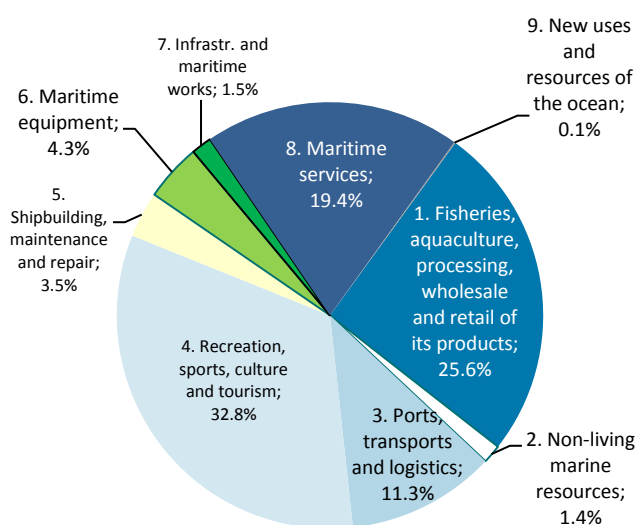 9. New uses
and
resources of
the ocean;
0.1%
7. Infrastr. and
maritime
works; 1.5%
6. Maritime
equipment;
4.3%
8. Maritime
services;
19.4%
5.
Shipbuilding,
maintenance
and repair;
3.5%
1. Fisheries,
aquaculture,
processing,
wholesale
and retail of
its products;
25.6%
4. Recreation,
sports, culture
and tourism;
32.8%
3. Ports,
transports
and logistics;
11.3%
2. Non-living
marine
resources;
1.4%